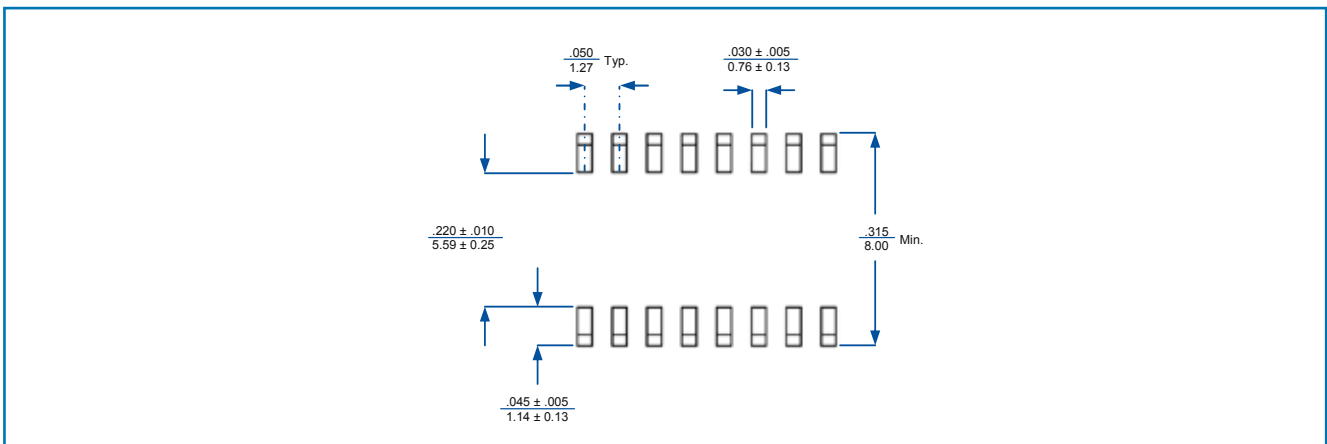 .050
1.27 Typ.
.030 ± .005
0.76 ± 0.13
.220 ± .010
5.59 ± 0.25
.315
8.00 Min.
.045 ± .005
1.14 ± 0.13